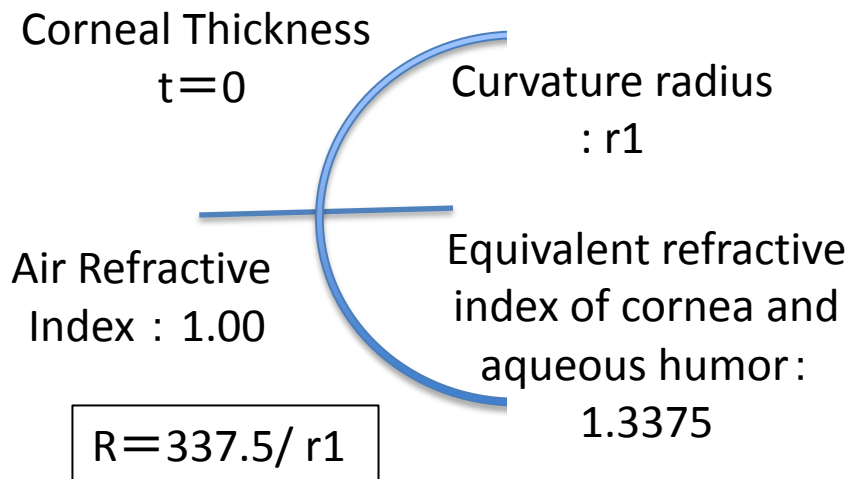 Corneal Thickness
t＝0
Curvature radius
: r1
Air Refractive
Index : 1.00
Equivalent refractive
index of cornea and
aqueous humor :
1.3375
R＝337.5/ r1